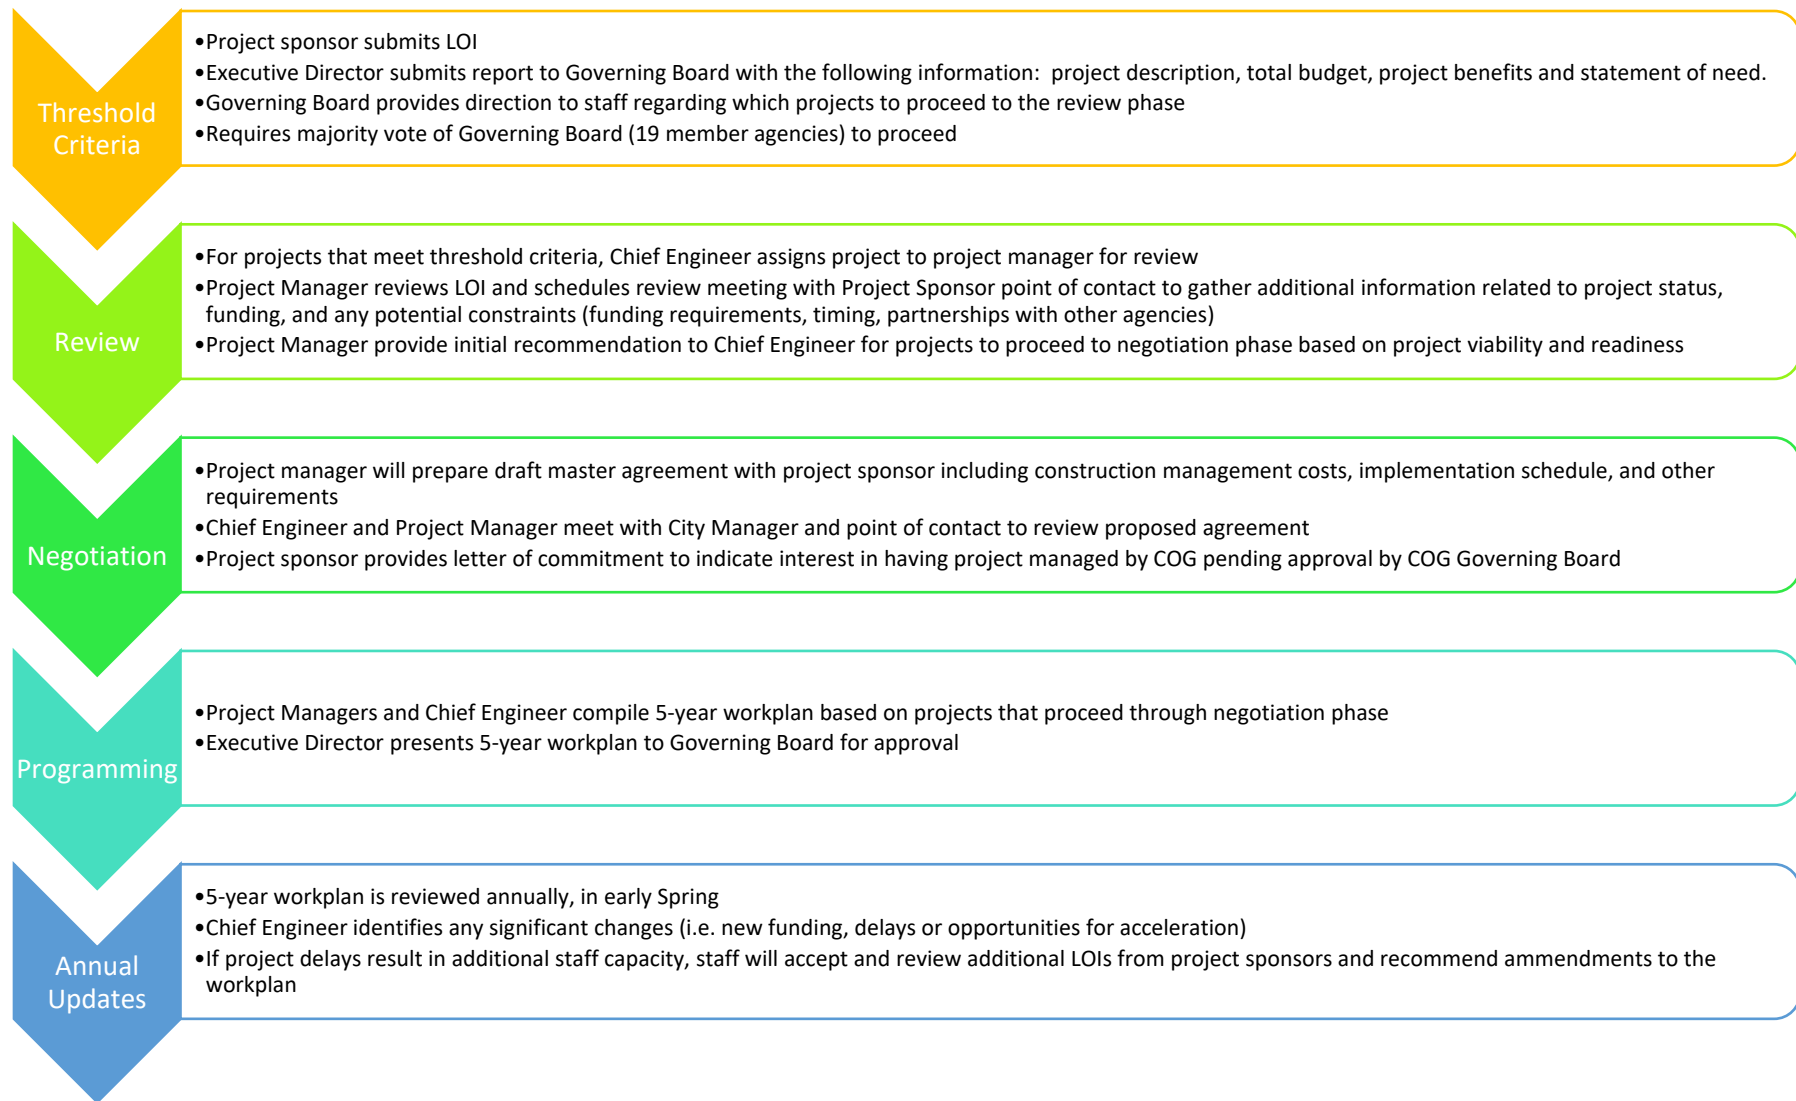 Threshold
Criteria
•Project sponsor submits LOI
•Executive Director submits report to Governing Board with the following information:  project description, total budget, project benefits and statement of need.
•Governing Board provides direction to staff regarding which projects to proceed to the review phase
•Requires majority vote of Governing Board (19 member agencies) to proceed
Review
•For projects that meet threshold criteria, Chief Engineer assigns project to project manager for review
•Project Manager reviews LOI and schedules review meeting with Project Sponsor point of contact to gather additional information related to project status,
funding, and any potential constraints (funding requirements, timing, partnerships with other agencies)
•Project Manager provide initial recommendation to Chief Engineer for projects to proceed to negotiation phase based on project viability and readiness
Negotiation
•Project manager will prepare draft master agreement with project sponsor including construction management costs, implementation schedule, and other
requirements
•Chief Engineer and Project Manager meet with City Manager and point of contact to review proposed agreement
•Project sponsor provides letter of commitment to indicate interest in having project managed by COG pending approval by COG Governing Board
Programming
•Project Managers and Chief Engineer compile 5-year workplan based on projects that proceed through negotiation phase
•Executive Director presents 5-year workplan to Governing Board for approval
Annual
Updates
•5-year workplan is reviewed annually, in early Spring
•Chief Engineer identifies any significant changes (i.e. new funding, delays or opportunities for acceleration)
•If project delays result in additional staff capacity, staff will accept and review additional LOIs from project sponsors and recommend ammendments to the
workplan